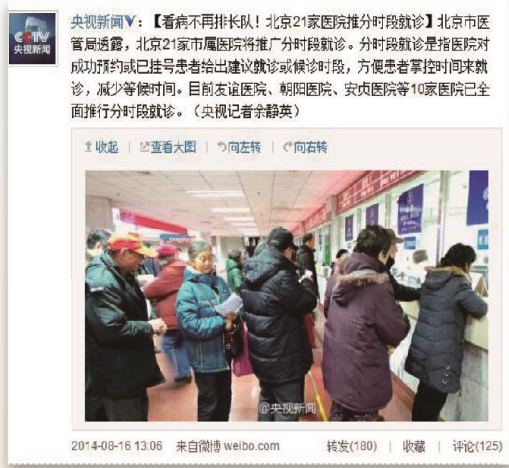 央视新闻V：【看病不再排长队！北京21家医院推分时段就诊】北京市医
管局透露，北京21家市属医院将推广分时段就诊。分时段就诊是指医院对
成功预约或已挂号患者给出建议就诊或候诊时段，方便患者掌控时间来就
诊，减少等候时间。目前友谊医院、朝阳医院、安贞医院等10家医院已全
面推行分时段就诊。（央视记者余静英）
CCTV
央视新闻
收起 | 查看大图 | 向左转 | 向右转
@央视新闻
2014-08-16 13:06 来自微博 weibo.com 转发(180) | 收藏 | 评论(125)